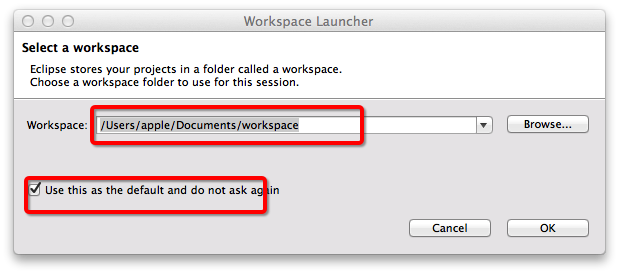 Workspace Launcher
Select a workspace
Eclipse stores your projects in a folder called a workspace.
Choose a workspace folder to use for this session.
Workspace: /Users/apple/Documents/workspace Browse...
Use this as the default and do not ask again
Cancel OK